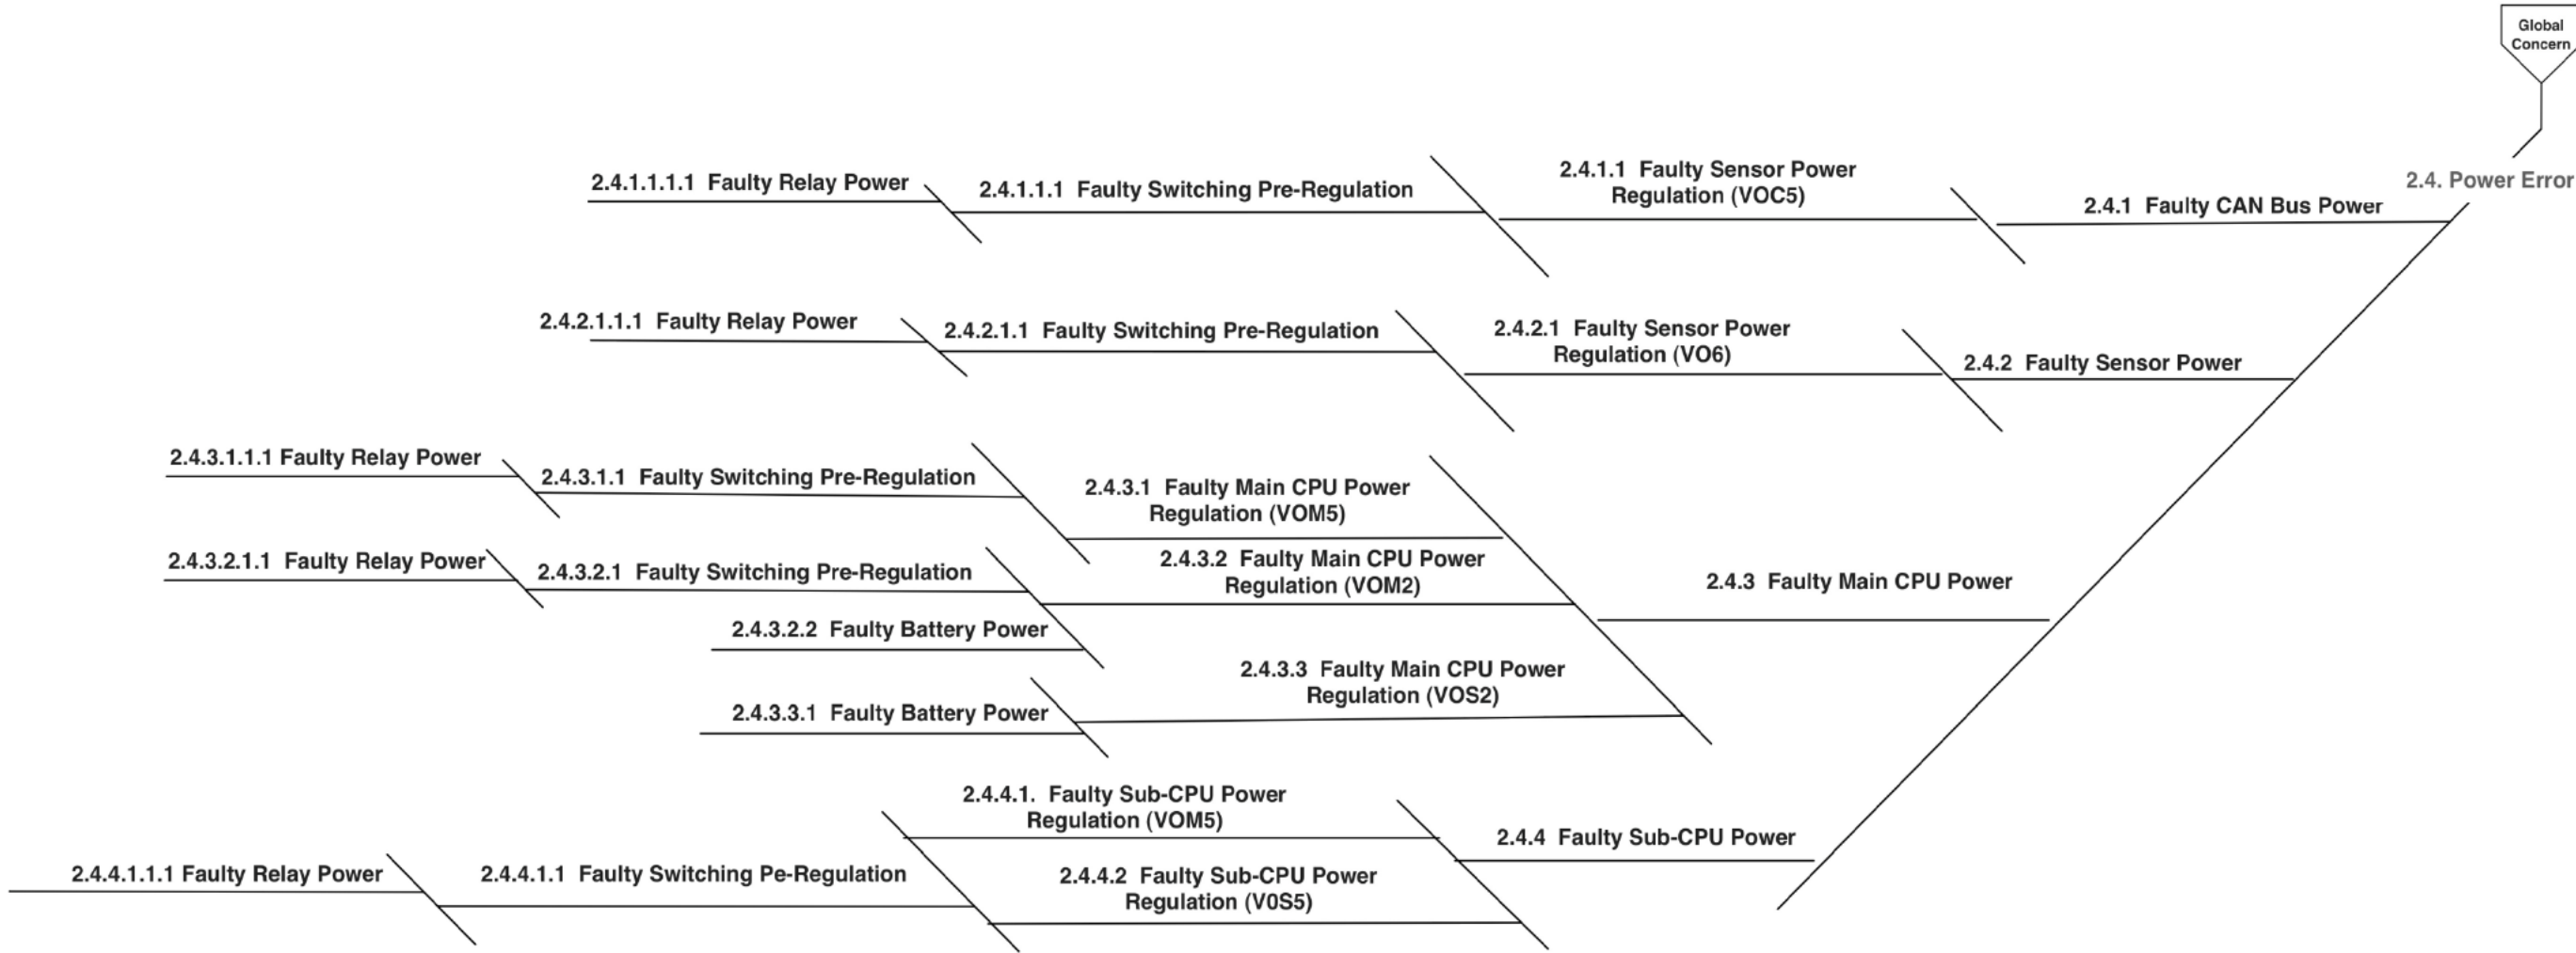 Global
Concern
2.4. Power Error
2.4.1.1.1.1 Faulty Relay Power
2.4.1.1.1 Faulty Switching Pre-Regulation
2.4.1.1 Faulty Sensor Power
Regulation (VOC5)
2.4.1 Faulty CAN Bus Power
2.4.2.1.1.1 Faulty Relay Power
2.4.2.1.1 Faulty Switching Pre-Regulation
2.4.2.1 Faulty Sensor Power
Regulation (VO6)
2.4.2 Faulty Sensor Power
2.4.3.1.1.1 Faulty Relay Power
2.4.3.1.1 Faulty Switching Pre-Regulation
2.4.3.1 Faulty Main CPU Power
Regulation (VOM5)
2.4.3.2.1.1 Faulty Relay Power
2.4.3.2.1 Faulty Switching Pre-Regulation
2.4.3.2 Faulty Main CPU Power
Regulation (VOM2)
2.4.3 Faulty Main CPU Power
2.4.3.2.2 Faulty Battery Power
2.4.3.3.1 Faulty Battery Power
2.4.3.3 Faulty Main CPU Power
Regulation (VOS2)
2.4.4.1. Faulty Sub-CPU Power
Regulation (VOM5)
2.4.4 Faulty Sub-CPU Power
2.4.4.1.1.1 Faulty Relay Power
2.4.4.1.1 Faulty Switching Pe-Regulation
2.4.4.2 Faulty Sub-CPU Power
Regulation (V0S5)